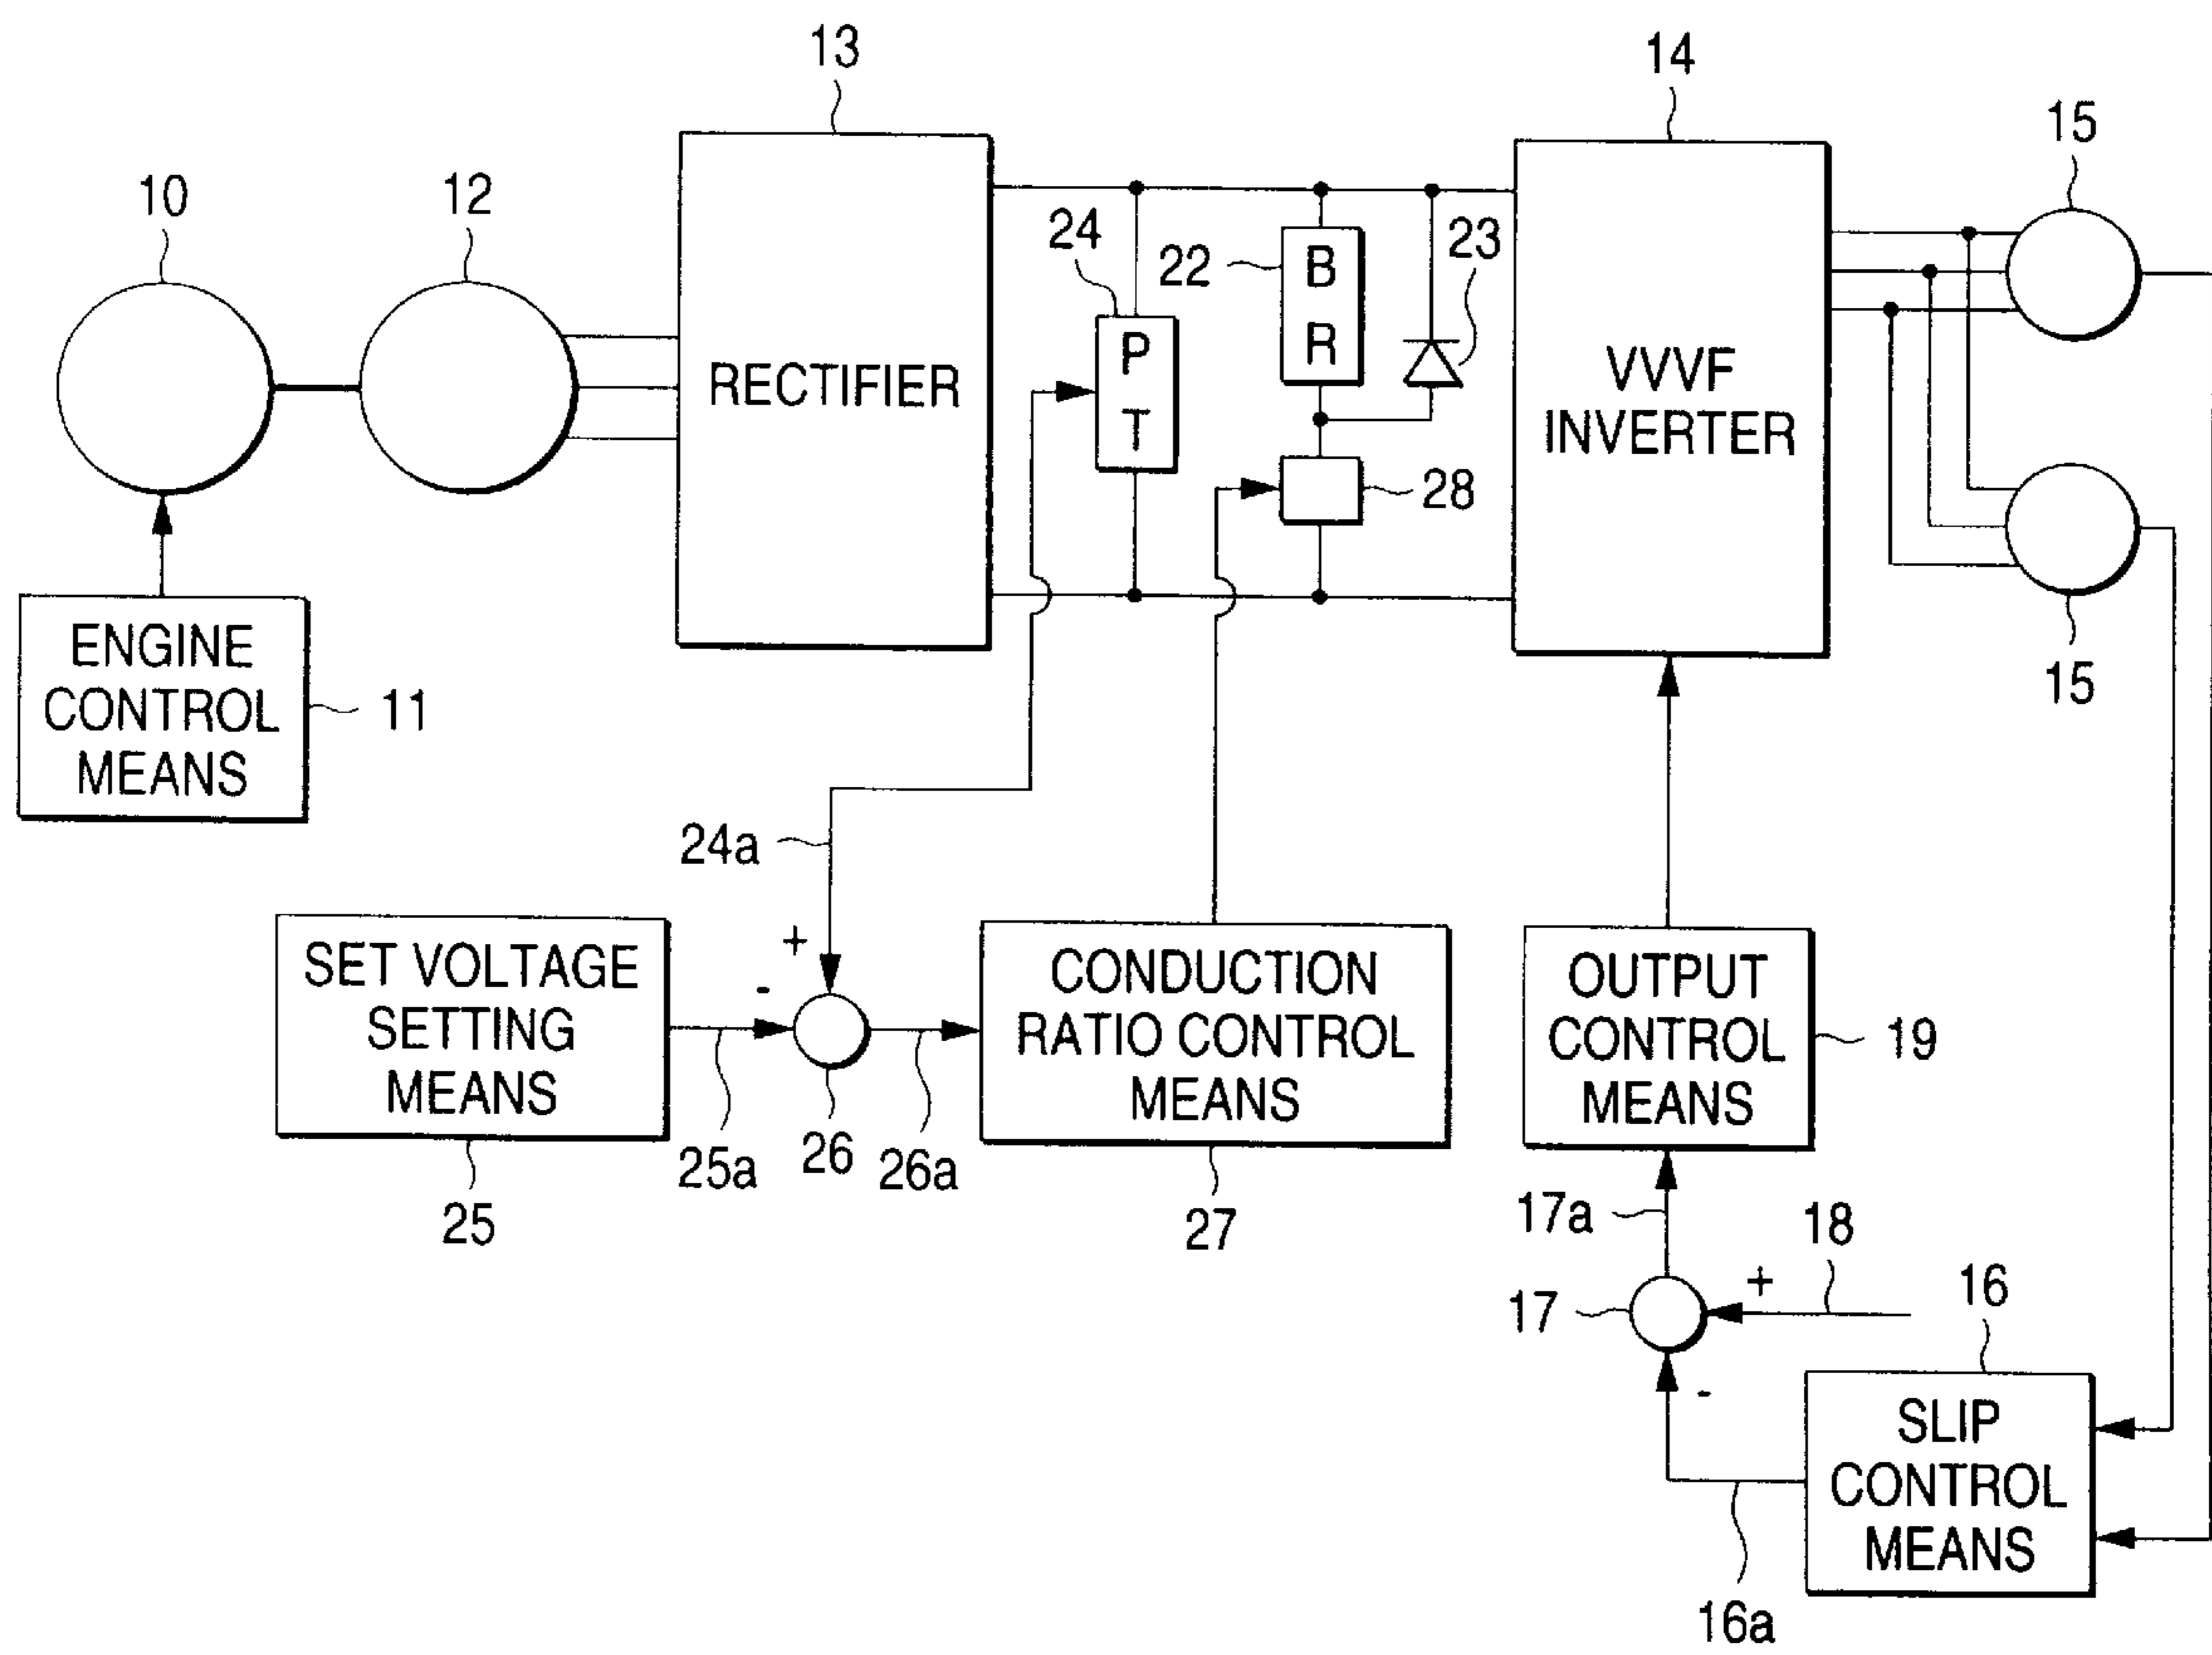 13
14
15
10
12
24
22
B
R
23
P
T
RECTIFIER
VVVF
INVERTER
28
15
ENGINE
CONTROL
MEANS
11
24a
+
-
SET VOLTAGE
SETTING
MEANS
25
25a
26
26a
CONDUCTION
RATIO CONTROL
MEANS
27
OUTPUT
CONTROL
MEANS
19
17a
18
+
17
-
16
SLIP
CONTROL
MEANS
16a